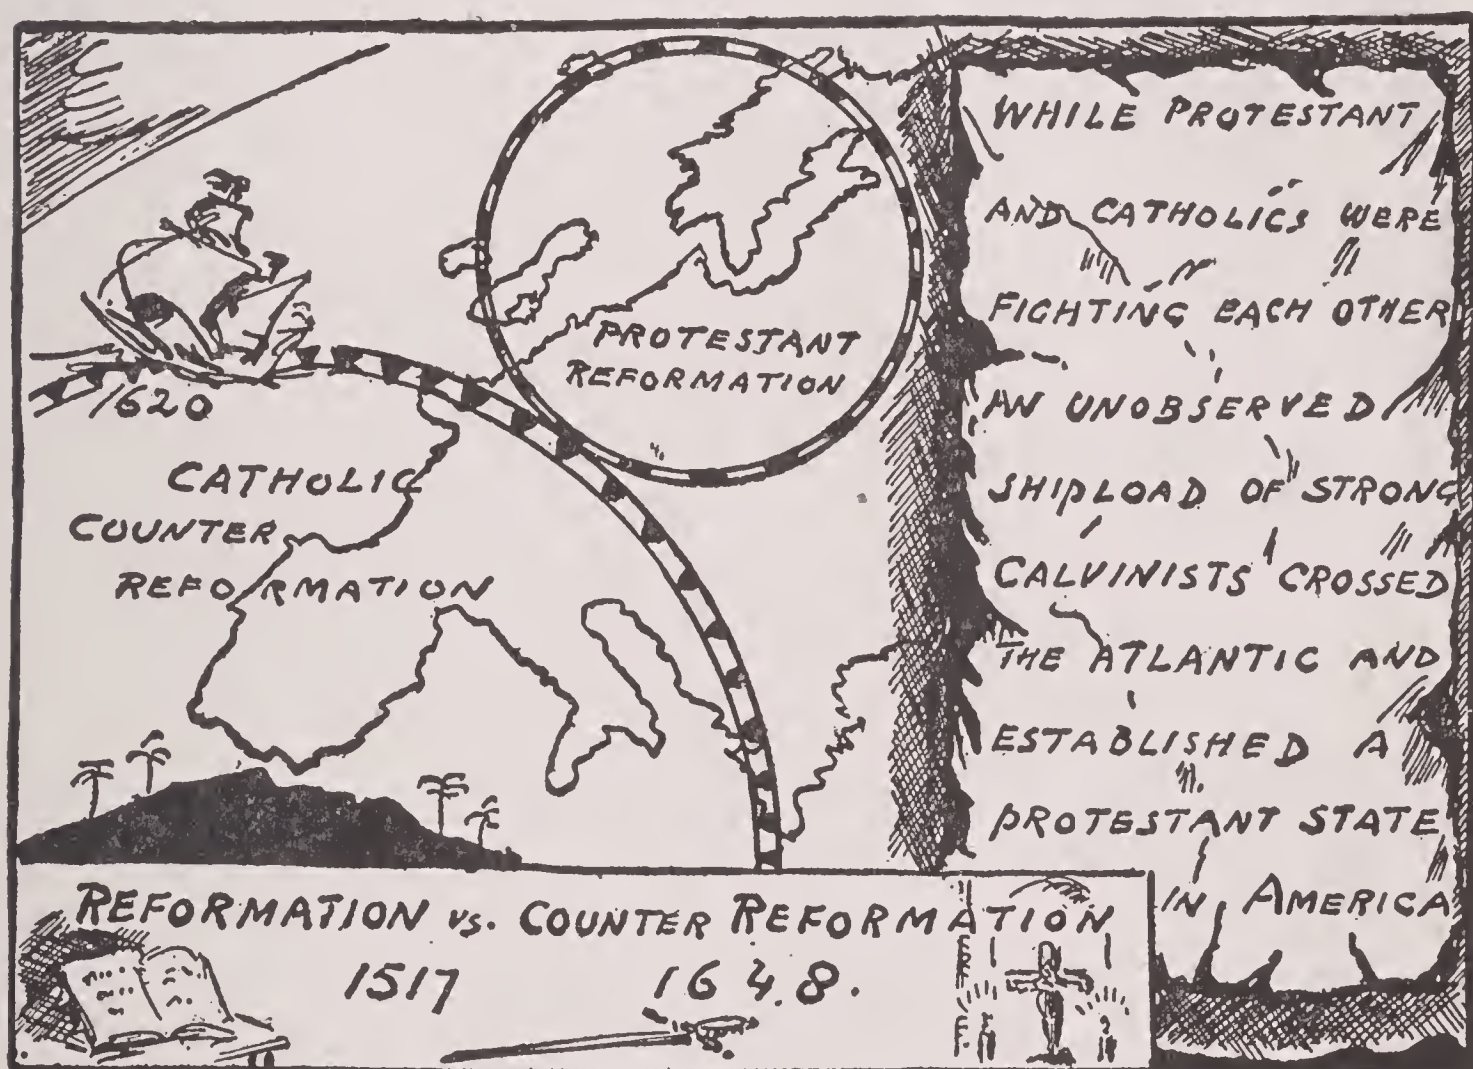 PROTESTANT
REFORMATION
1620
CATHOLIC
COUNTER
REFORMATION
WHILE PROTESTANT
AND CATHOLICS WERE
FIGHTING EACH OTHER
AN UNOBSERVED
SHIPLOAD OF STRONG
CALVINISTS CROSSED
THE ATLANTIC AND
ESTABLISHED A
PROTESTANT STATE
IN AMERICA
REFORMATION VS. COUNTER REFORMATION
1517 1648.